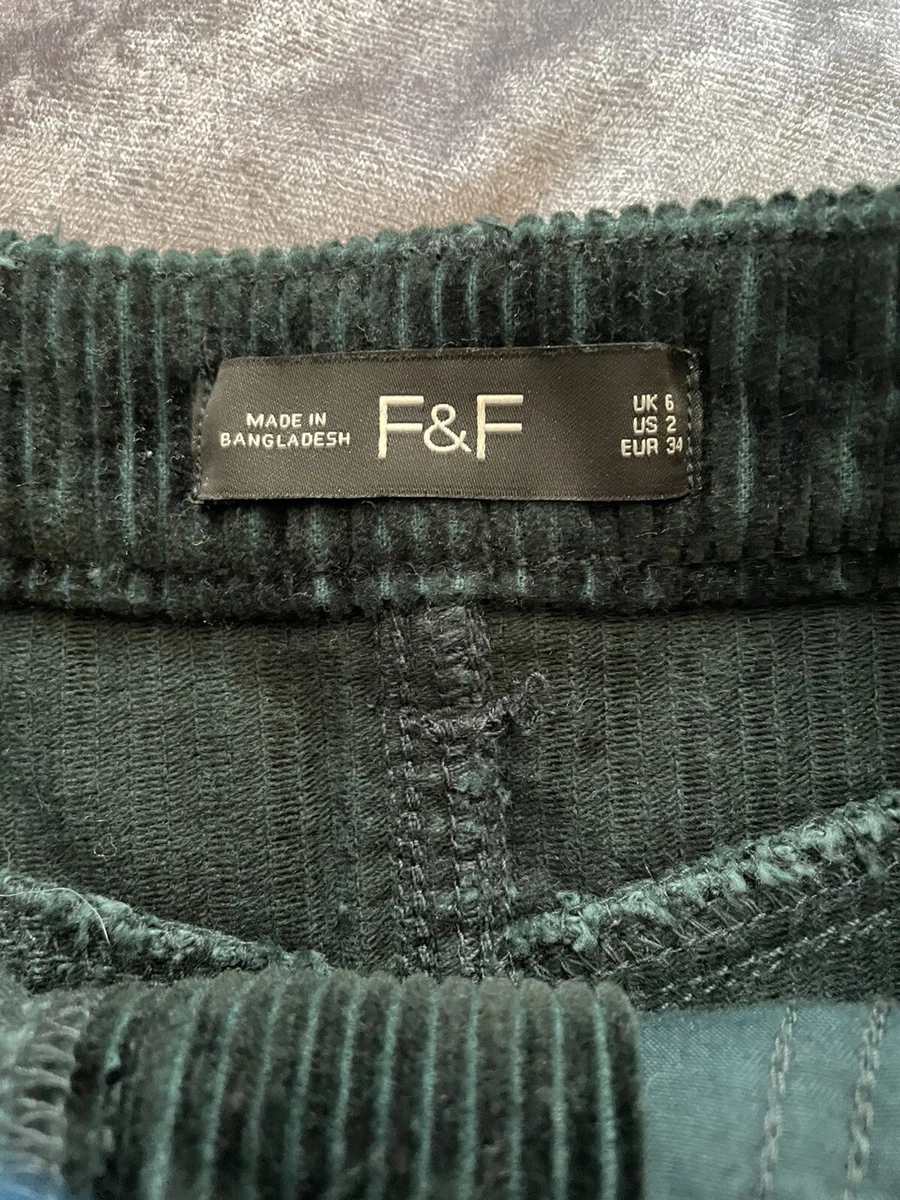 MADE IN
BANGLADESH
F&F
UK 6
US 2
EUR 34